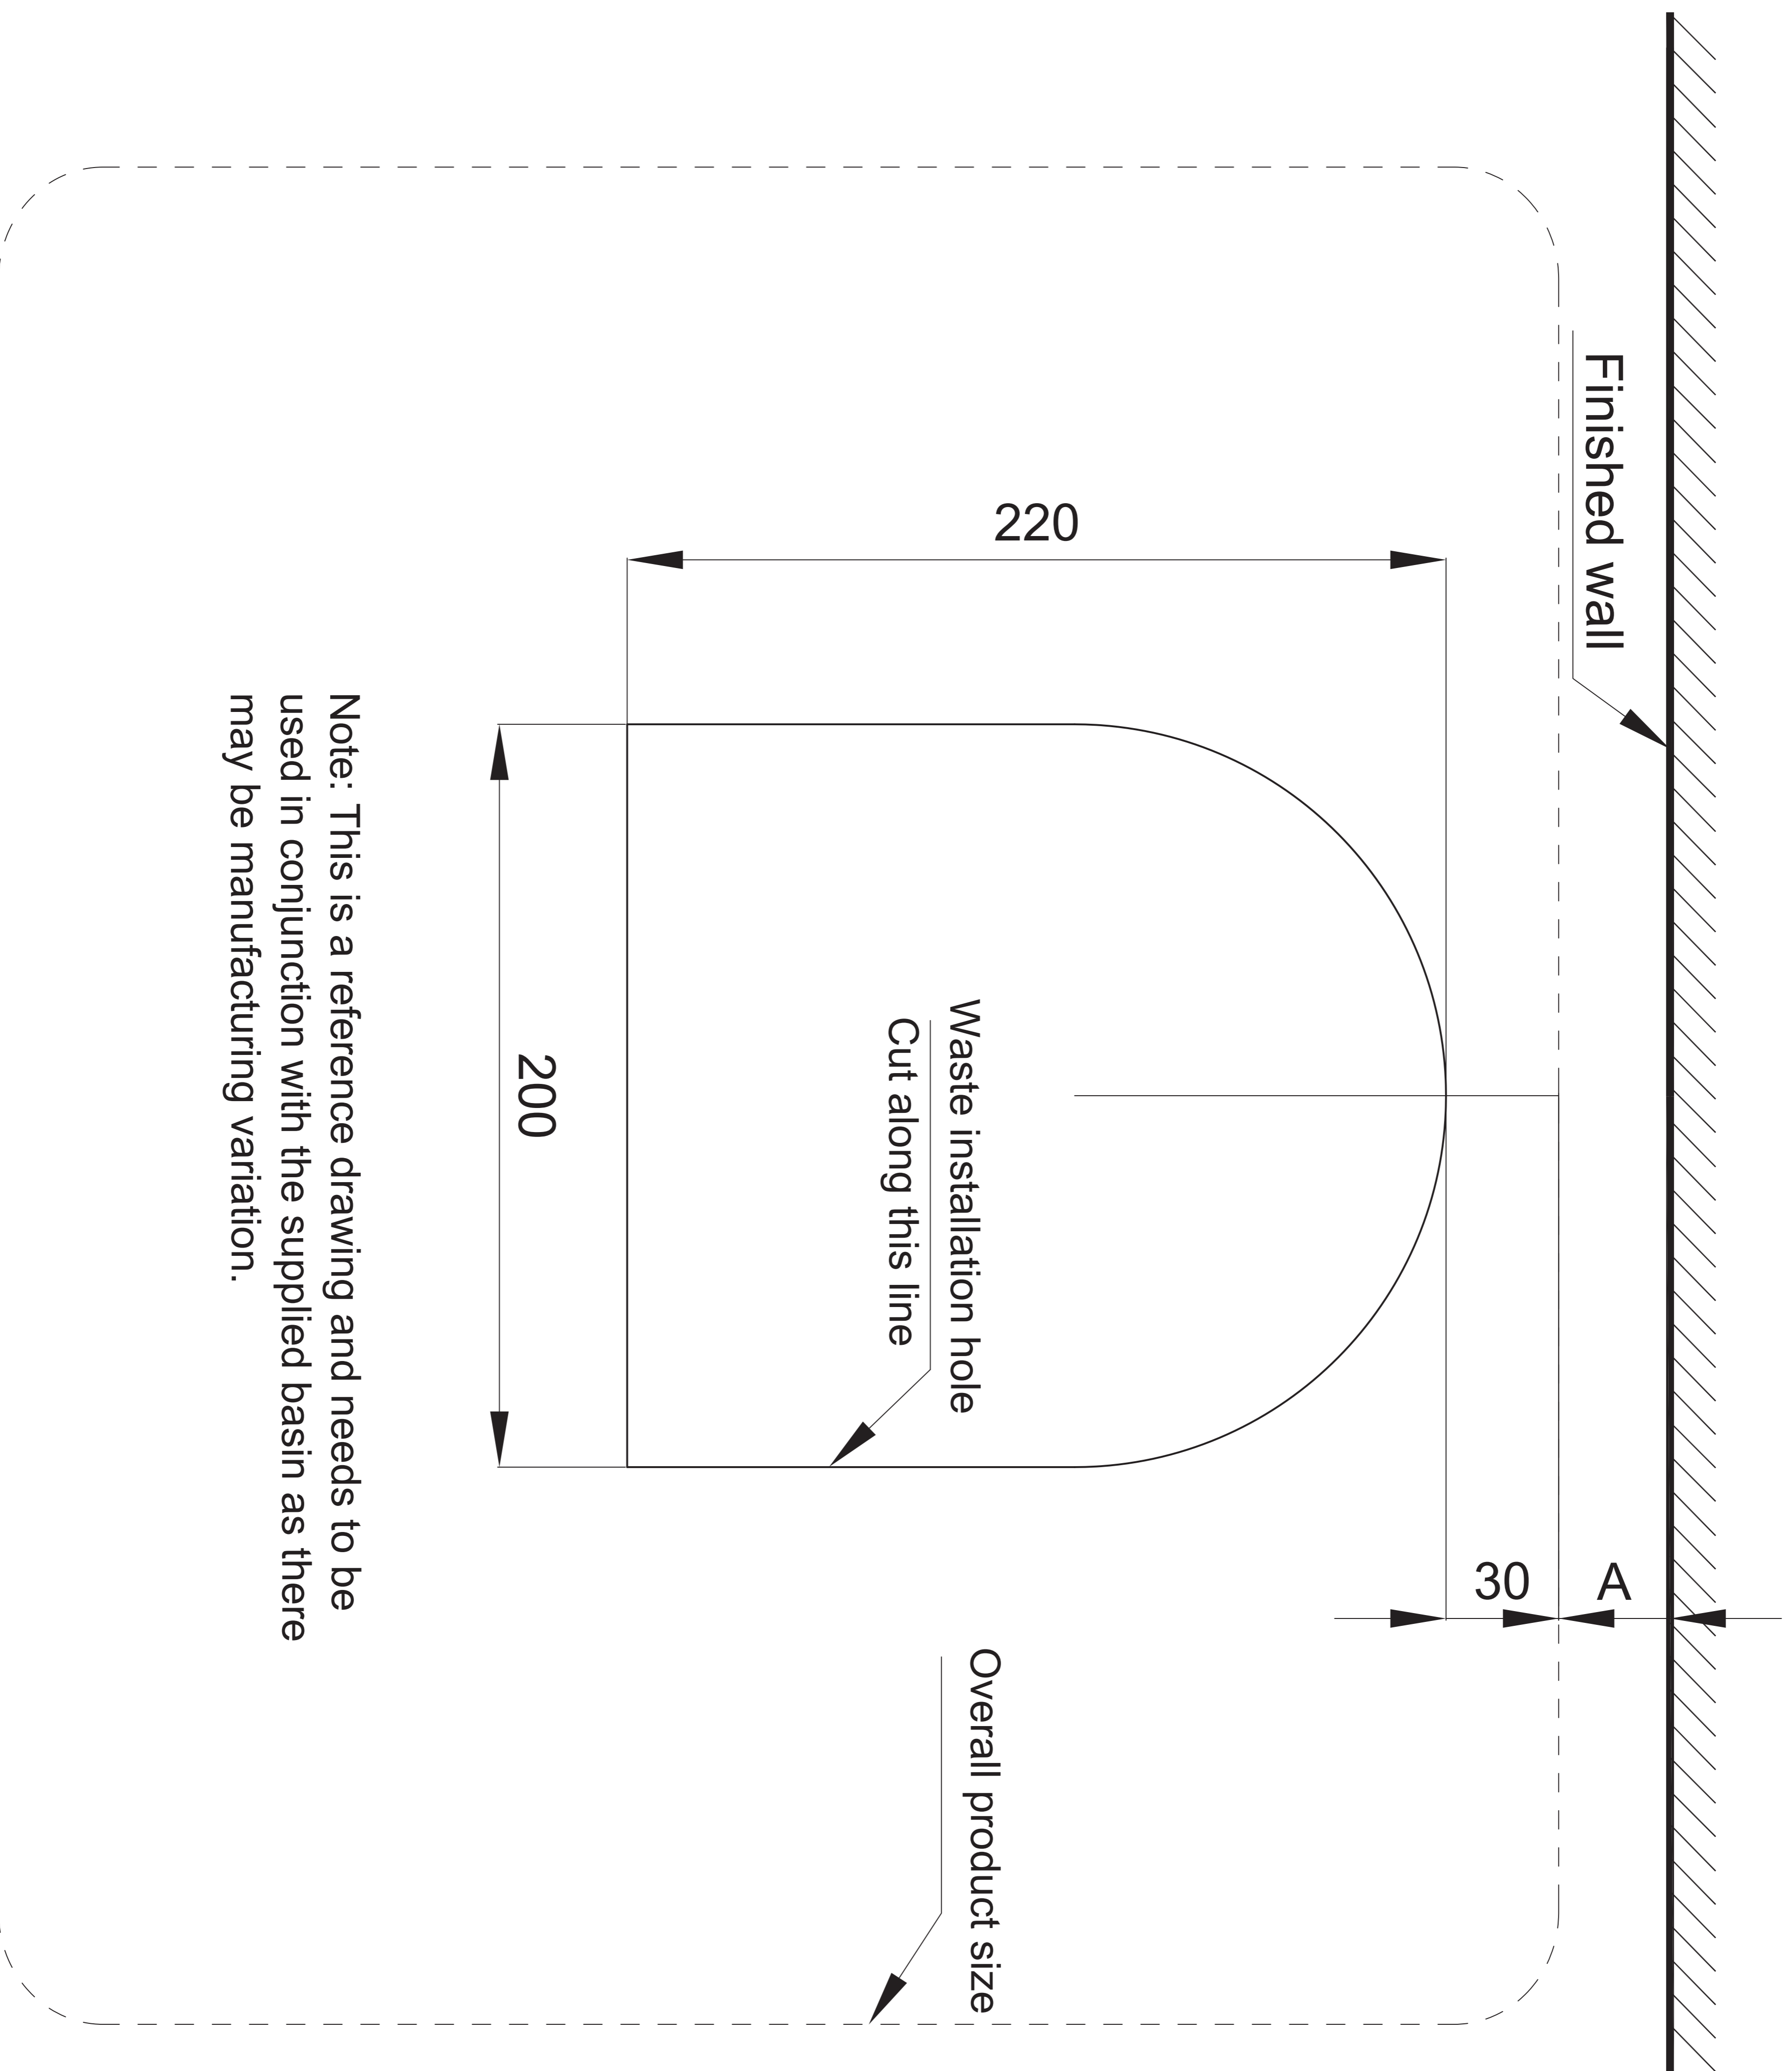 Finished wall
220
30
A
Waste installation hole
Cut along this line
Overall product size
200
Note: This is a reference drawing and needs to be
used in conjunction with the supplied basin as there
may be manufacturing variation.